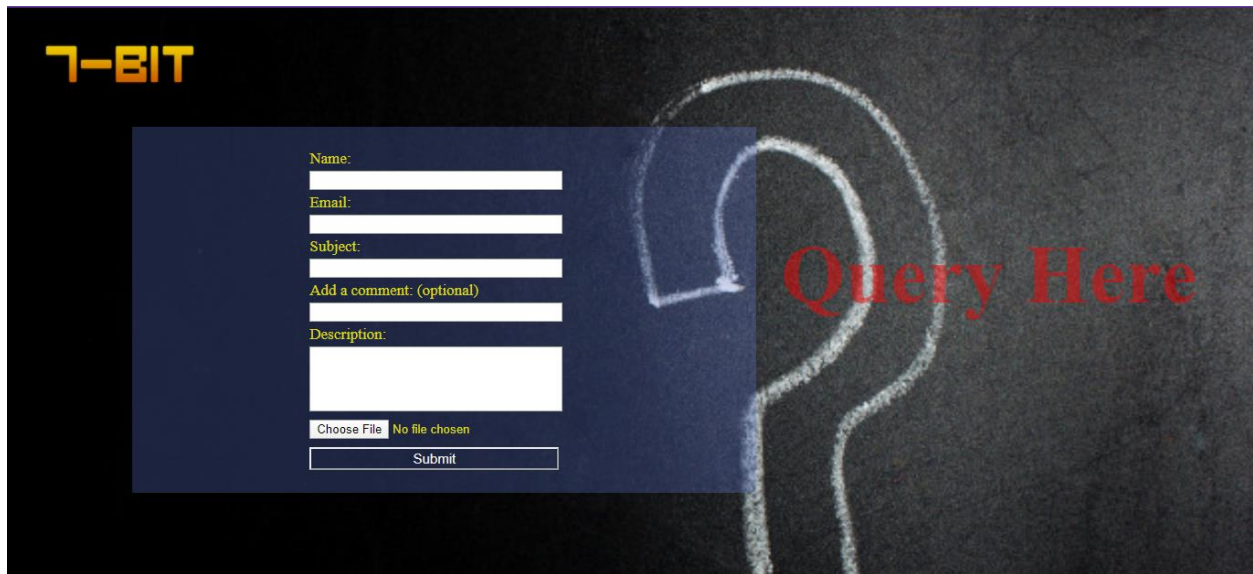 7-BIT
Name:
Email:
Subject:
Add a comment: (optional)
Description:
Choose File No file chosen
Submit
Query Here